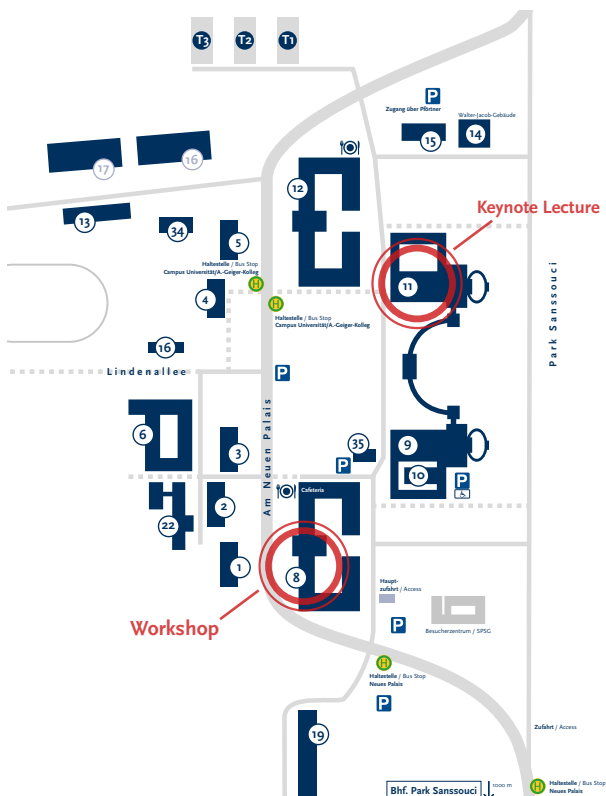 T3
T2
T1
P
Zugang über Pförtner
Walter-Jacob-Gebäude
15
14
17
16
12
13
34
5
Keynote Lecture
Haltestelle / Bus Stop
Campus Universität/A.-Geiger-Kolleg
H
4
11
H
Haltestelle / Bus Stop
Campus Universität/A.-Geiger-Kolleg
Park Sanssouci
16
Lindenallee
P
Am Neuen Palais
6
3
35
9
P
10
P
2
Cafeteria
22
1
8
Haupt-
zufahrt / Access
Workshop
P
Besucherzentrum / SPSG
H
Haltestelle / Bus Stop
Neues Palais
P
19
Zufahrt / Access
Bhf. Park Sanssouci
1000 m
H
Haltestelle / Bus Stop
Neues Palais